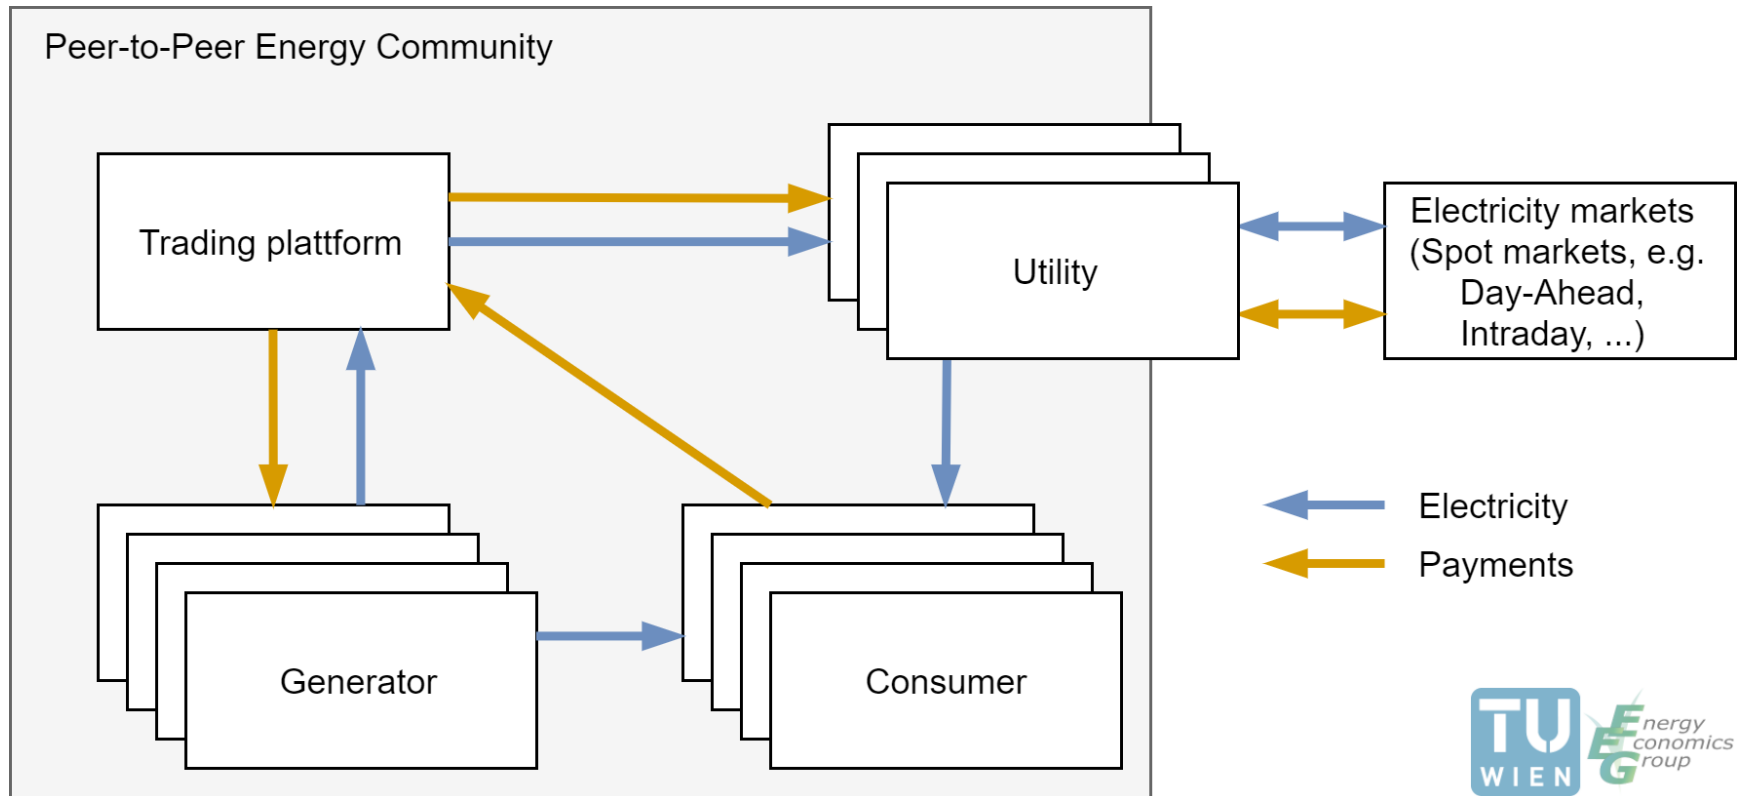 Peer-to-Peer Energy Community
Trading plattform
Utility
Electricity markets
(Spot markets, e.g.
Day-Ahead,
Intraday, ...)
Electricity
Payments
Generator
Consumer
TU
WIEN
Energy
Economics
Group